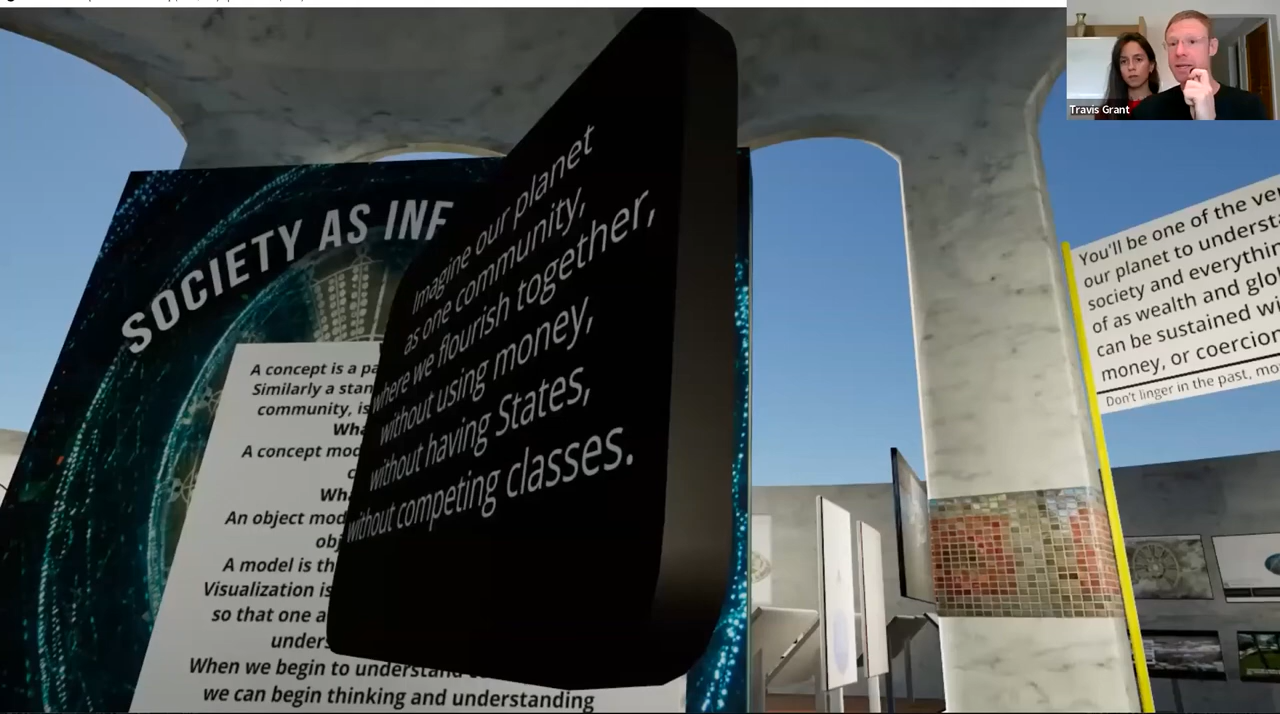 SOCIETY AS INF
A concept is a pa
Similarly a stan
community, is
Wha
A concept mod
c
Wha
An object mod
obj
A model is th
Visualization is
so that one a
unders
When we begin to understand
we can begin thinking and understanding
Imagine our planet
as one community,
where we flourish together,
without using money,
without having States,
without competing classes.
You'll be one of the ve
our planet to understa
society and everythin
of as wealth and glo
can be sustained wi
money, or coercion
Don't linger in the past, mo
Travis Grant